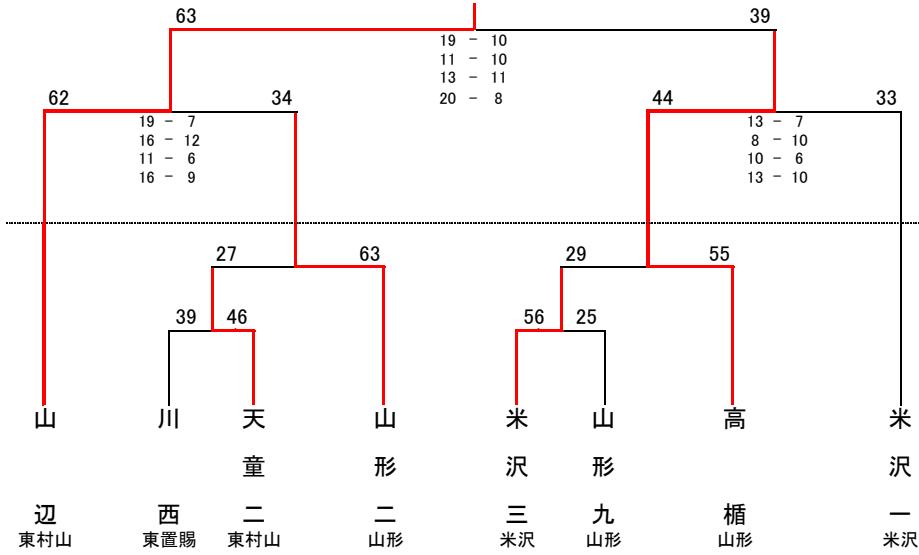 63 39
19 - 10
11 - 10
13 - 11
20 - 8
62 34 44 33
19 - 7
16 - 12
11 - 6
16 - 9
13 - 7
8 - 10
10 - 6
13 - 10
27 63 29 55
39 46 56 25
山辺
東村山
川西
東置賜
天童二
東村山
山形二
山形
米沢三
米沢
山形九
山形
高楯
山形
米沢一
米沢